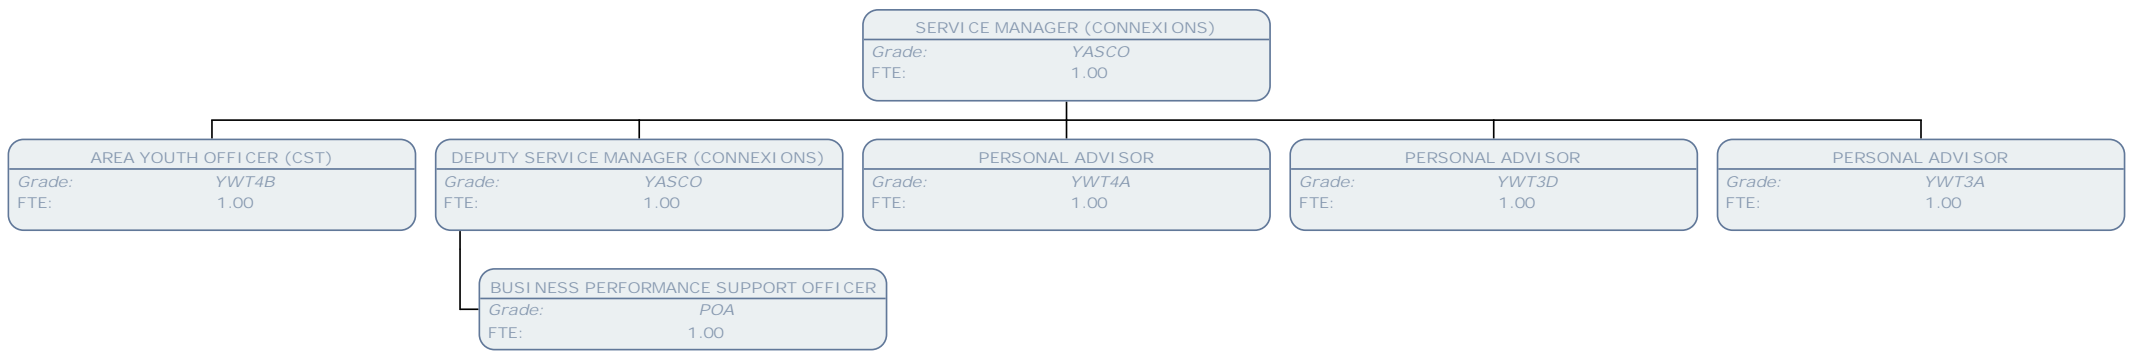 SERVICE MANAGER (CONNEXIONS)
Grade: YASCO
FTE: 1.00
AREA YOUTH OFFICER (CST)
Grade: YWT4B
FTE: 1.00
DEPUTY SERVICE MANAGER (CONNEXIONS)
Grade: YASCO
FTE: 1.00
PERSONAL ADVISOR
Grade: YWT4A
FTE: 1.00
PERSONAL ADVISOR
Grade: YWT3D
FTE: 1.00
PERSONAL ADVISOR
Grade: YWT3A
FTE: 1.00
BUSINESS PERFORMANCE SUPPORT OFFICER
Grade: POA
FTE: 1.00